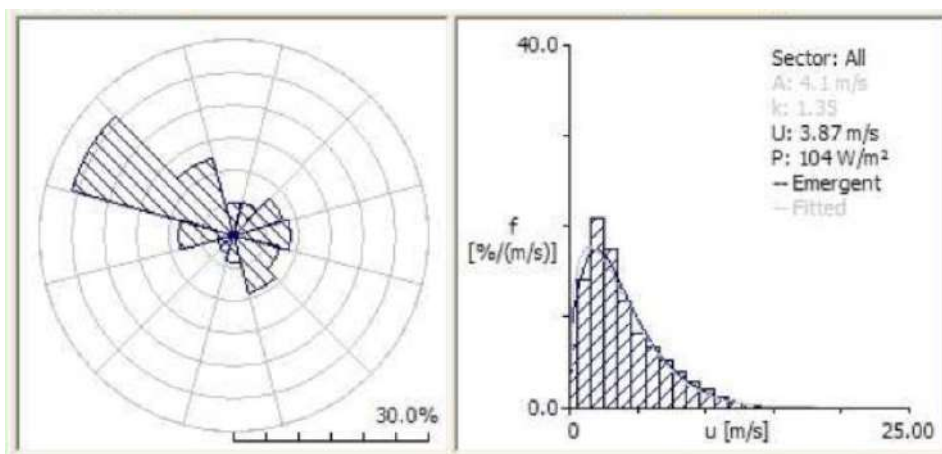 30.0%
40.0
f
[%/(m/s)]
0.0
0
u [m/s]
25.00
Sector: All
A: 4.1 m/s
k: 1.35
U: 3.87 m/s
P: 104 W/m²
-- Emergent
— Fitted